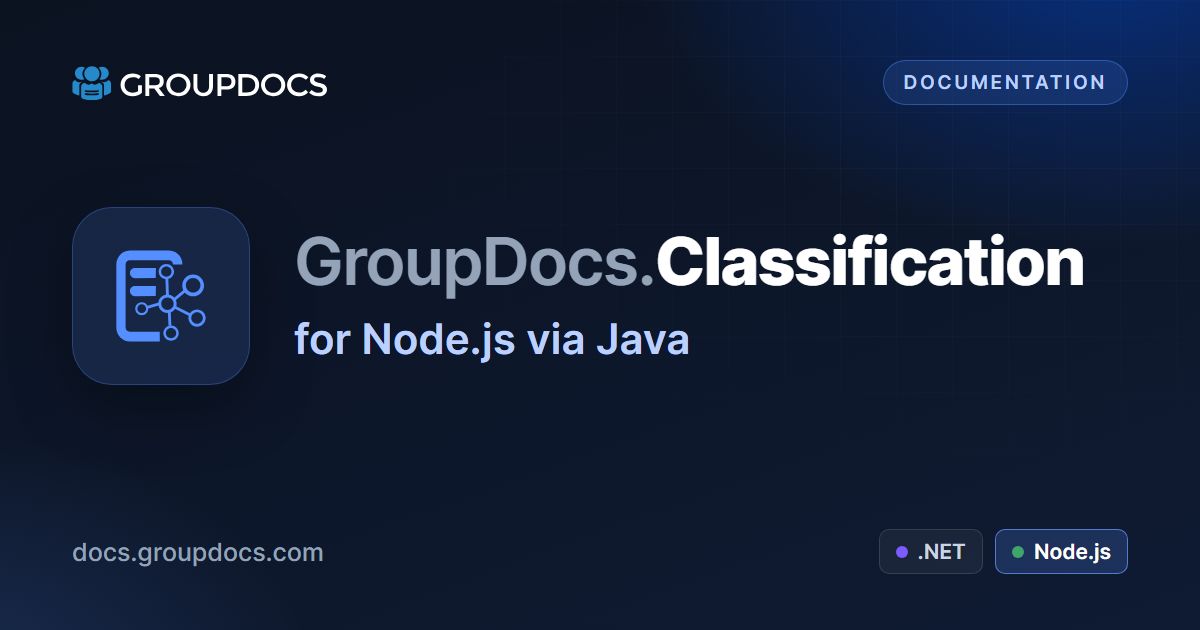 GROUPDOCS
DOCUMENTATION
GroupDocs.Classification
for Node.js via Java
docs.groupdocs.com
.NET
Node.js